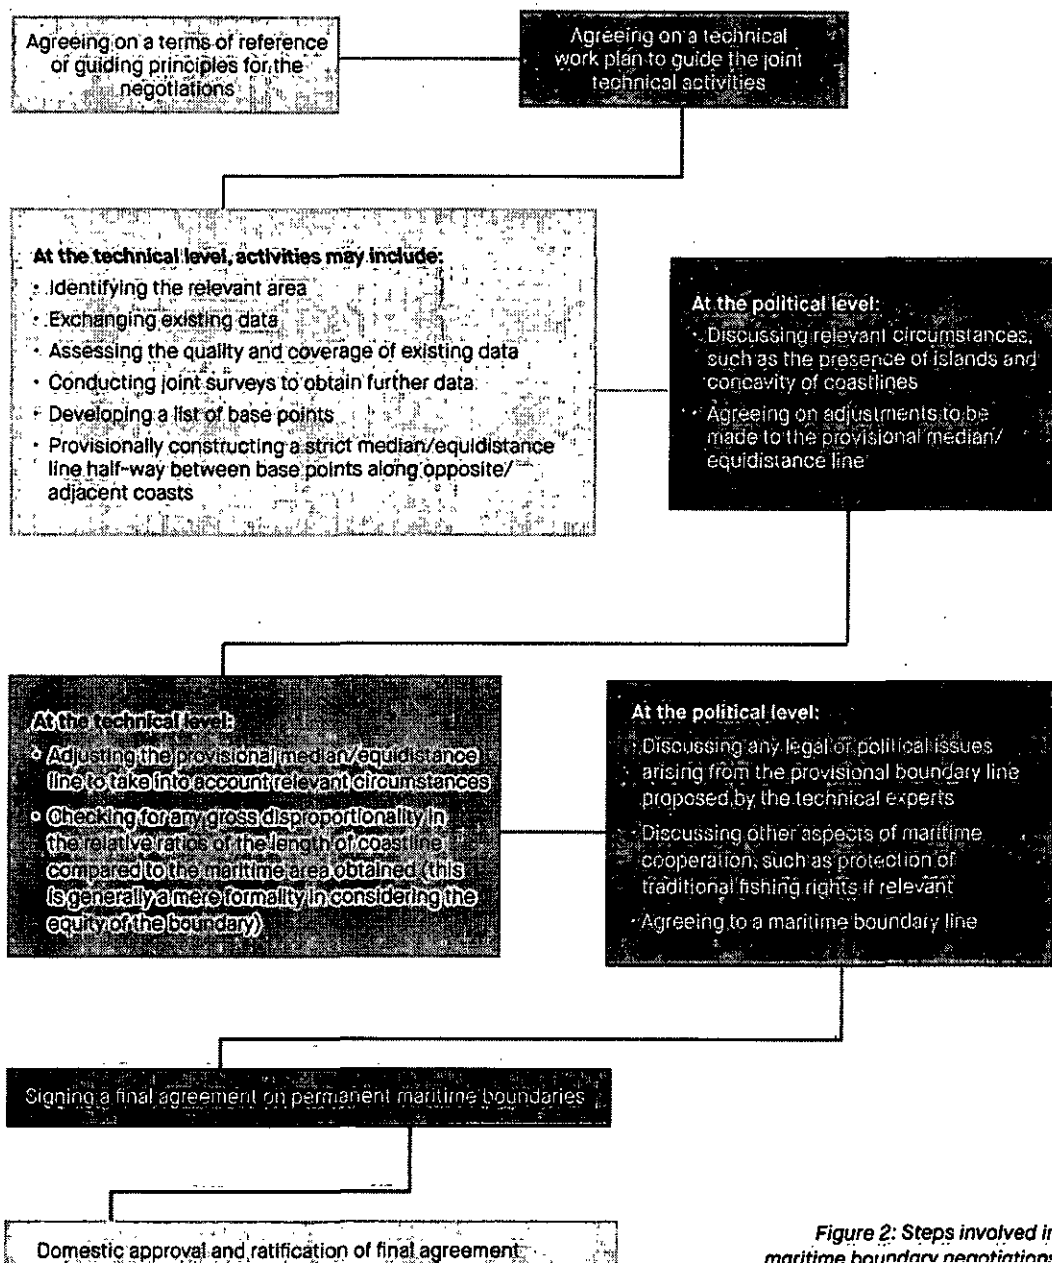 Agreeing on a terms of reference
or guiding principles for the
negotiations
Agreeing on a technical
work plan to guide the joint
technical activities
At the technical level, activities may include:
• Identifying the relevant area
• Exchanging existing data
• Assessing the quality and coverage of existing data
• Conducting joint surveys to obtain further data
• Developing a list of base points
• Provisionally constructing a strict median/equidistance
line half-way between base points along opposite/
adjacent coasts
At the political level:
• Discussing relevant circumstances,
such as the presence of islands and
concavity of coastlines
• Agreeing on adjustments to be
made to the provisional median/
equidistance line
At the technical level:
• Adjusting the provisional median/equidistance
line to take into account relevant circumstances
• Checking for any gross disproportionality in
the relative ratios of the length of coastline
compared to the maritime area obtained (this
is generally a mere formality in considering the
equity of the boundary)
At the political level:
• Discussing any legal or political issues
arising from the provisional boundary line
proposed by the technical experts
• Discussing other aspects of maritime
cooperation, such as protection of
traditional fishing rights if relevant
• Agreeing to a maritime boundary line
Signing a final agreement on permanent maritime boundaries
Domestic approval and ratification of final agreement
Figure 2: Steps involved in
maritime boundary negotiations